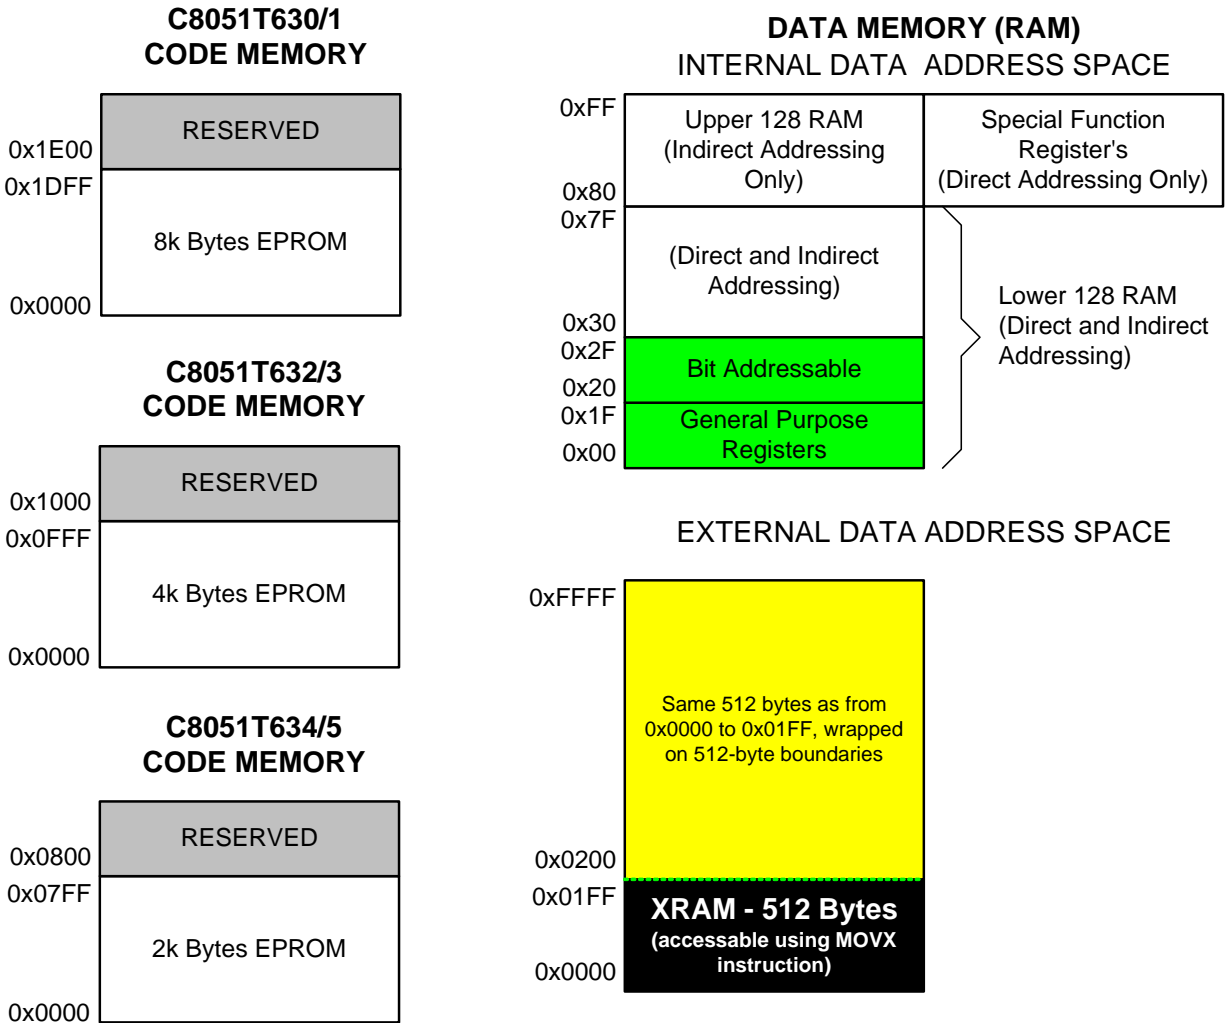 C8051T630/1
CODE MEMORY
RESERVED
0x1E00
0x1DFF
8k Bytes EPROM
0x0000
C8051T632/3
CODE MEMORY
RESERVED
0x1000
0x0FFF
4k Bytes EPROM
0x0000
C8051T634/5
CODE MEMORY
RESERVED
0x0800
0x07FF
2k Bytes EPROM
0x0000
DATA MEMORY (RAM)
INTERNAL DATA ADDRESS SPACE
0xFF
Upper 128 RAM
(Indirect Addressing
Only)
Special Function
Register's
(Direct Addressing Only)
0x80
0x7F
(Direct and Indirect
Addressing)
Lower 128 RAM
(Direct and Indirect
Addressing)
0x30
0x2F
Bit Addressable
0x20
0x1F
General Purpose
Registers
0x00
EXTERNAL DATA ADDRESS SPACE
0xFFFF
Same 512 bytes as from
0x0000 to 0x01FF, wrapped
on 512-byte boundaries
0x0200
0x01FF
XRAM - 512 Bytes
(accessable using MOVX
instruction)
0x0000